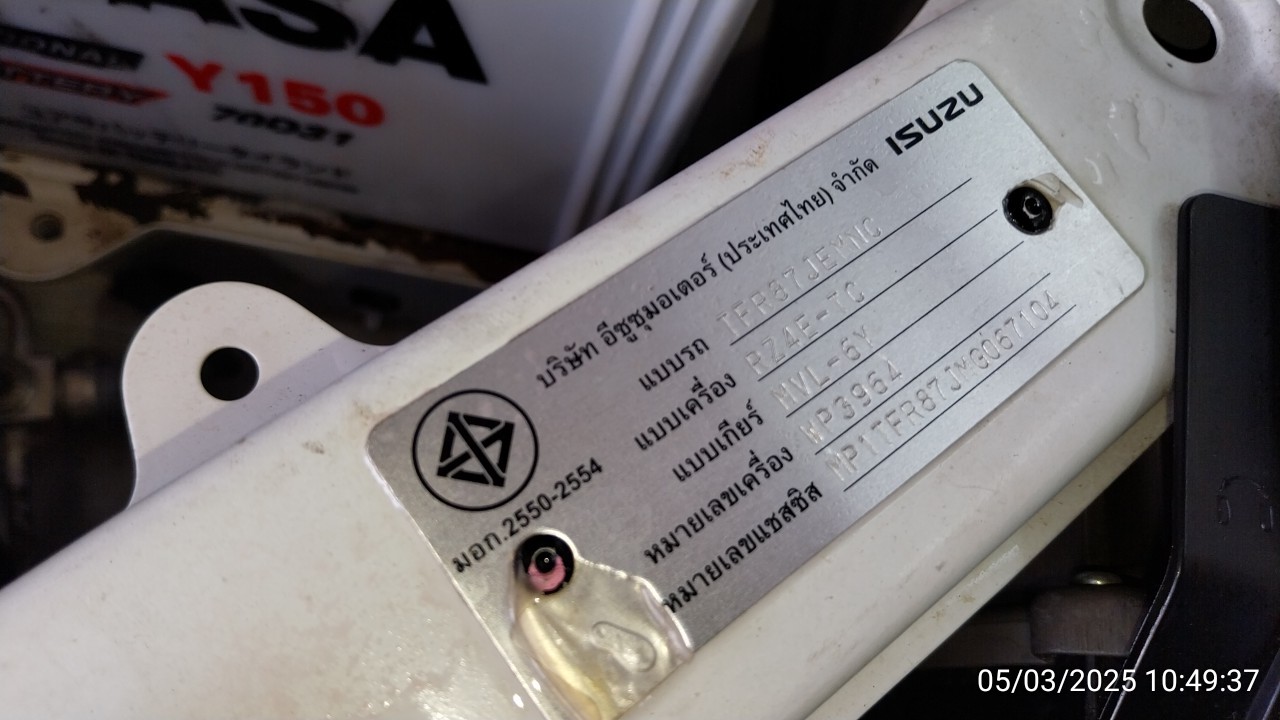 ASA
IONAL
Y150
70D31
ISUZU
บริษัท อีซูซุมอเตอร์ (ประเทศไทย) จำกัด
แบบรถ TFR87JEMNC
แบบเครื่อง RZ4E-TC
แบบเกียร์ MVL-6Y
หมายเลขเครื่อง WP3964
หมายเลขแชสซิส MP1TFR87JMG067104
มอก.2550-2554
05/03/2025 10:49:37